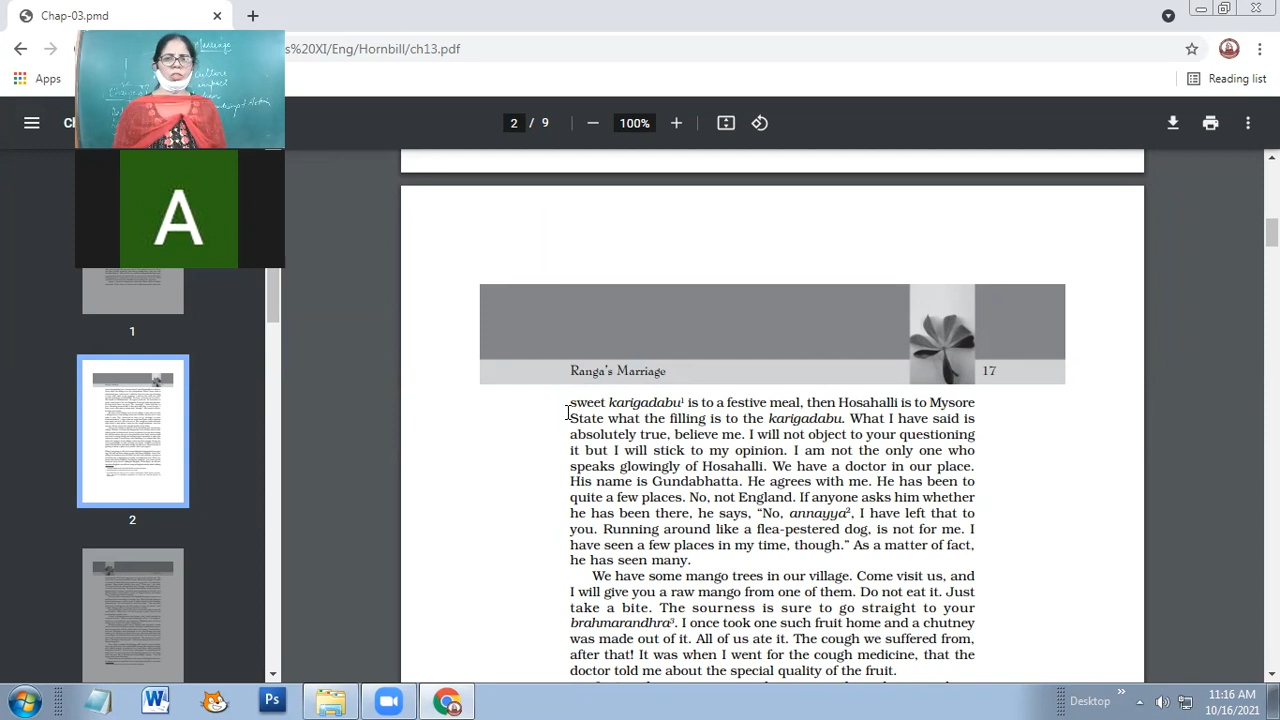 Chap-03.pmd
s%20XI/Eng/Hornbill/ch13.pdf
Apps
Reading list
Marriage
culture
impact
2 / 9
100%
A
1
2
Ranga's Marriage
17
sweet karigadabu¹ is to a festive meal, then Hosahalli is to Mysore
State what the filling is to the karigadabu. What I have said is
absolutely true, believe me. I will not object to your questioning
it but I will stick to my opinion. I am not the only one who
speaks glowingly of Hosahalli. We have a doctor in our place.
His name is Gundabhatta. He agrees with me. He has been to
quite a few places. No, not England. If anyone asks him whether
he has been there, he says, “No, annayya², I have left that to
you. Running around like a flea-pestered dog, is not for me. I
have seen a few places in my time, though.” As a matter of fact,
he has seen many.
We have some mango trees in our village. Come visit us, and
I will give you a raw mango from one of them. Do not eat it. Just
take a bite. The sourness is sure to go straight to your
brahmarandhra³. I once took one such fruit home and a chutney
was made out of it. All of us ate it. The cough we suffered from,
after that! It was when I went for the cough medicine, that the
doctor told me about the special quality of the fruit.
Ps
Desktop
11:16 AM
10/16/2021